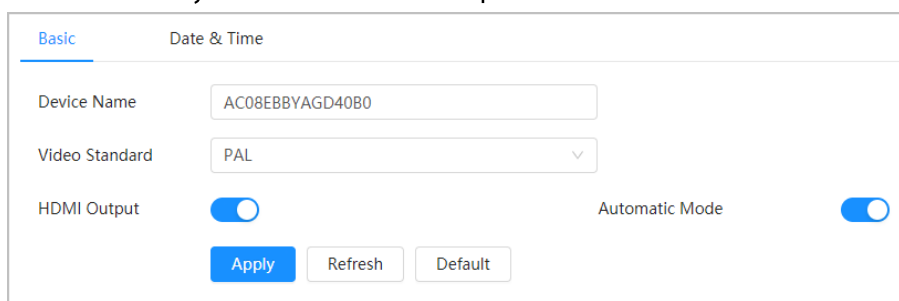 Basic Date & Time
Device Name AC08EBBYAGD40B0
Video Standard PAL
HDMI Output Automatic Mode
Apply Refresh Default